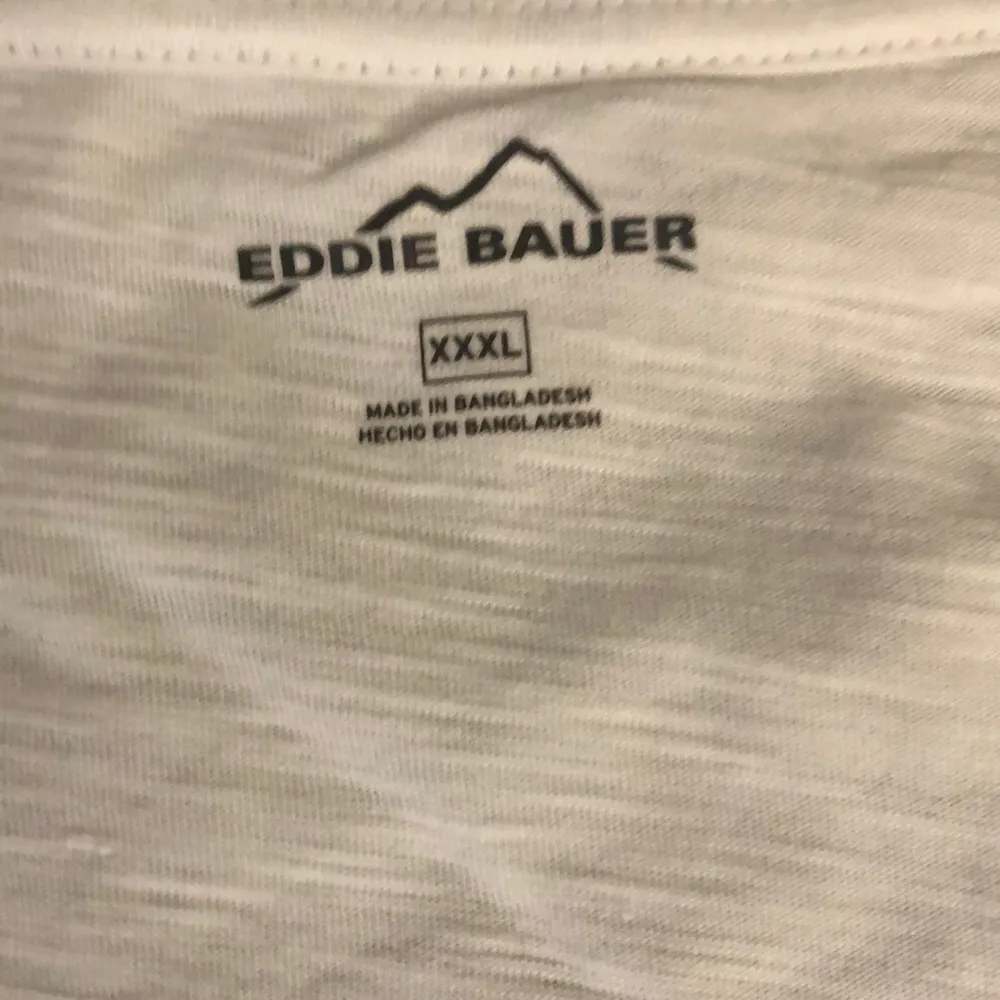 EDDIE BAUER
XXXL
MADE IN BANGLADESH
HECHO EN BANGLADESH